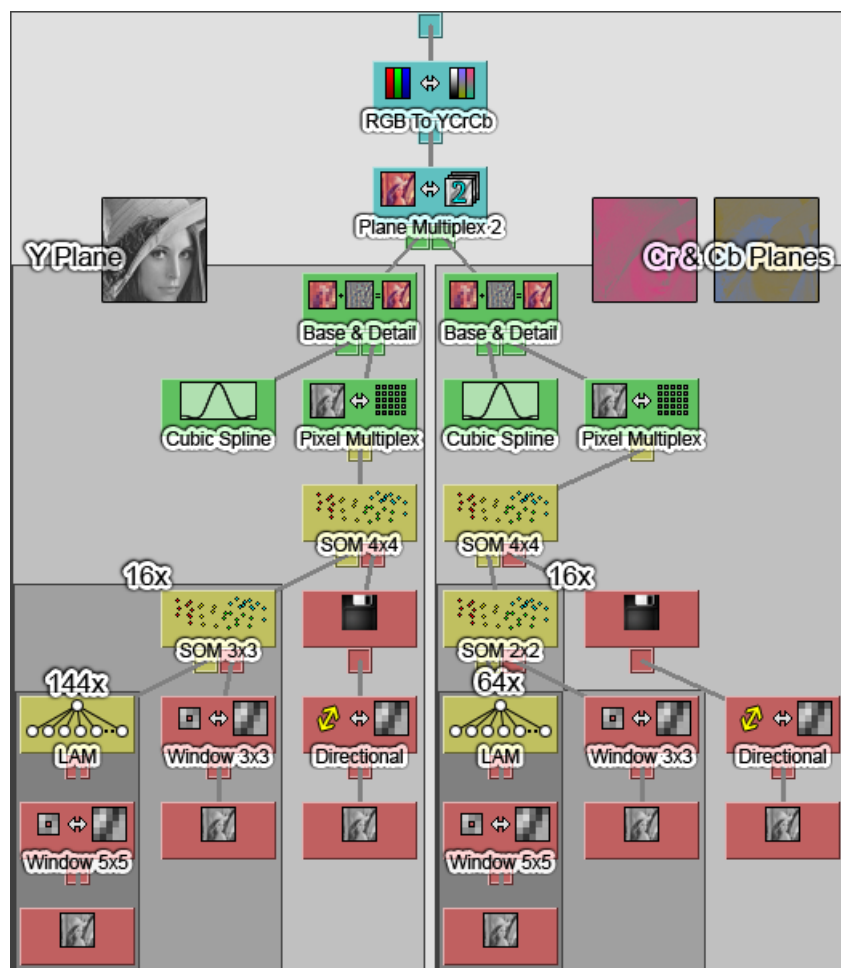 RGB To YCrCb
2
Plane Multiplex 2
Y Plane
Cr & Cb Planes
Base & Detail
Base & Detail
Cubic Spline
Pixel Multiplex
Cubic Spline
Pixel Multiplex
SOM 4x4
SOM 4x4
16x
16x
SOM 3x3
SOM 2x2
144x
64x
LAM
Window 3x3
Directional
LAM
Window 3x3
Directional
Window 5x5
Window 5x5